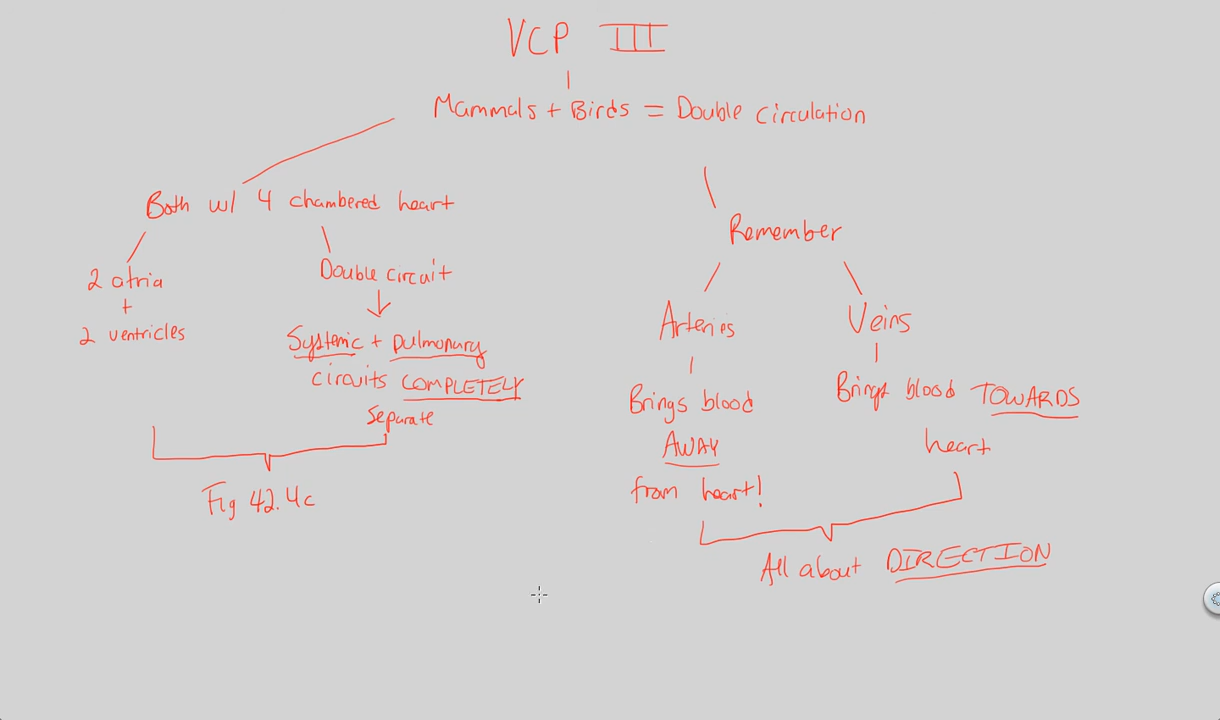 VCP III
Mammals + Birds = Double circulation
Both w/ 4 chambered heart
2 atria
+
2 ventricles
Double circuit
Systemic + pulmonary
circuits COMPLETELY
Separate
Fig 42.4c
Remember
Arteries
Brings blood
AWAY
from heart!
Veins
Brings blood TOWARDS
heart
All about DIRECTION